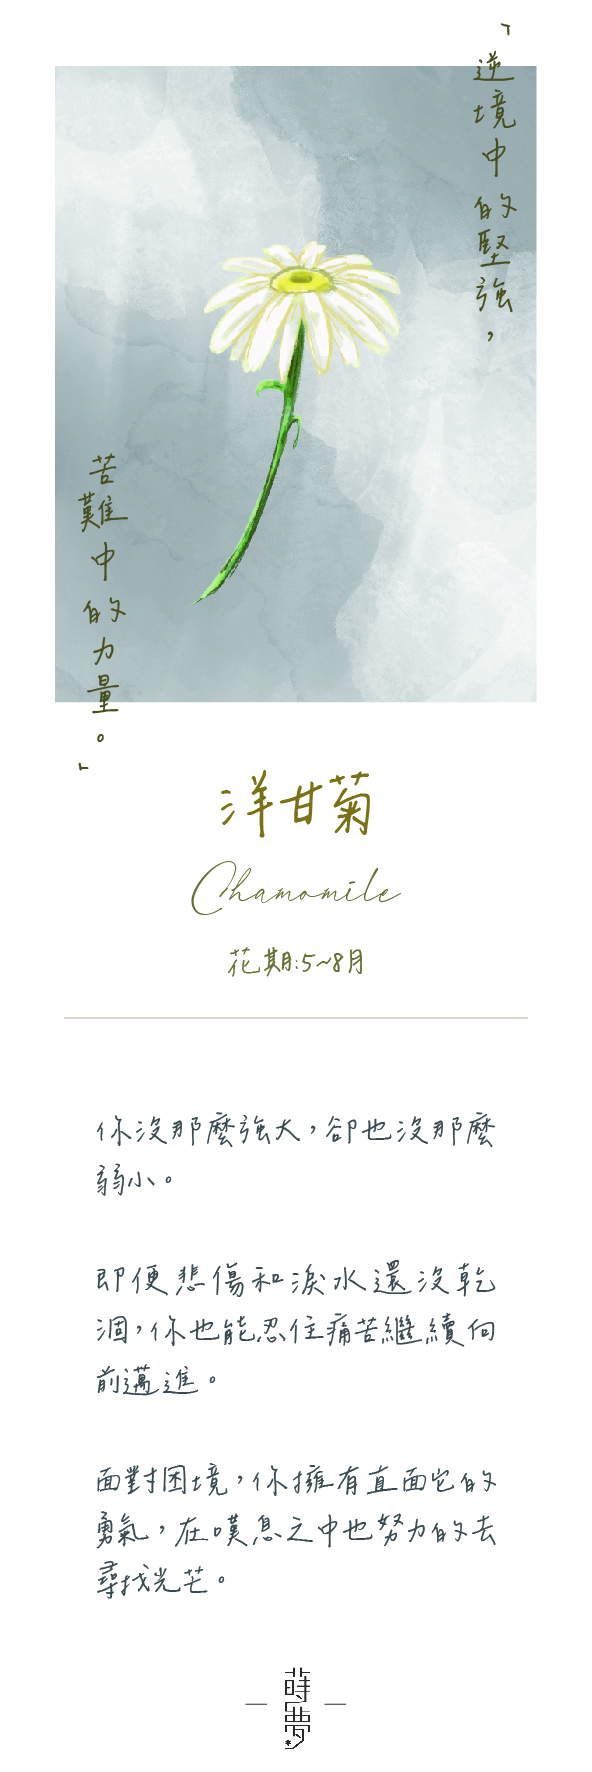 「逆境中的堅強，
苦難中的力量。」
洋甘菊
Chamomile
花期:5~8月
你沒那麼強大，卻也沒那麼
弱小。
即便悲傷和淚水還沒乾
涸，你也能忍住痛苦繼續向
前邁進。
面對困境，你擁有直面它的
勇氣，在嘆息之中也努力的去
尋找光芒。
蒔夢